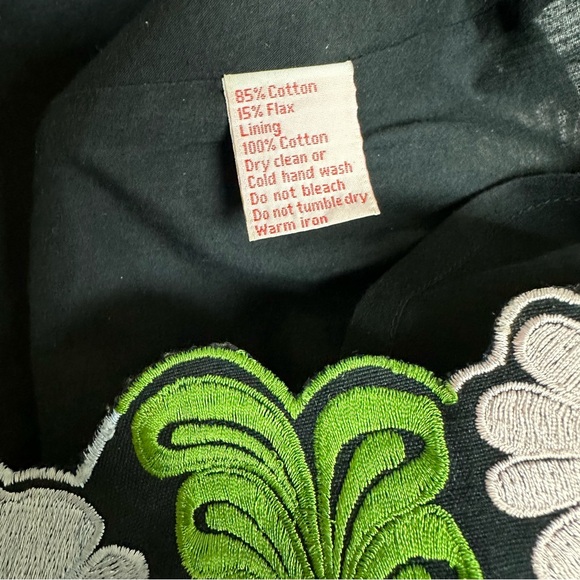 85% Cotton
15% Flax
Lining
100% Cotton
Dry clean or
Cold hand wash
Do not bleach
Do not tumble dry
Warm iron